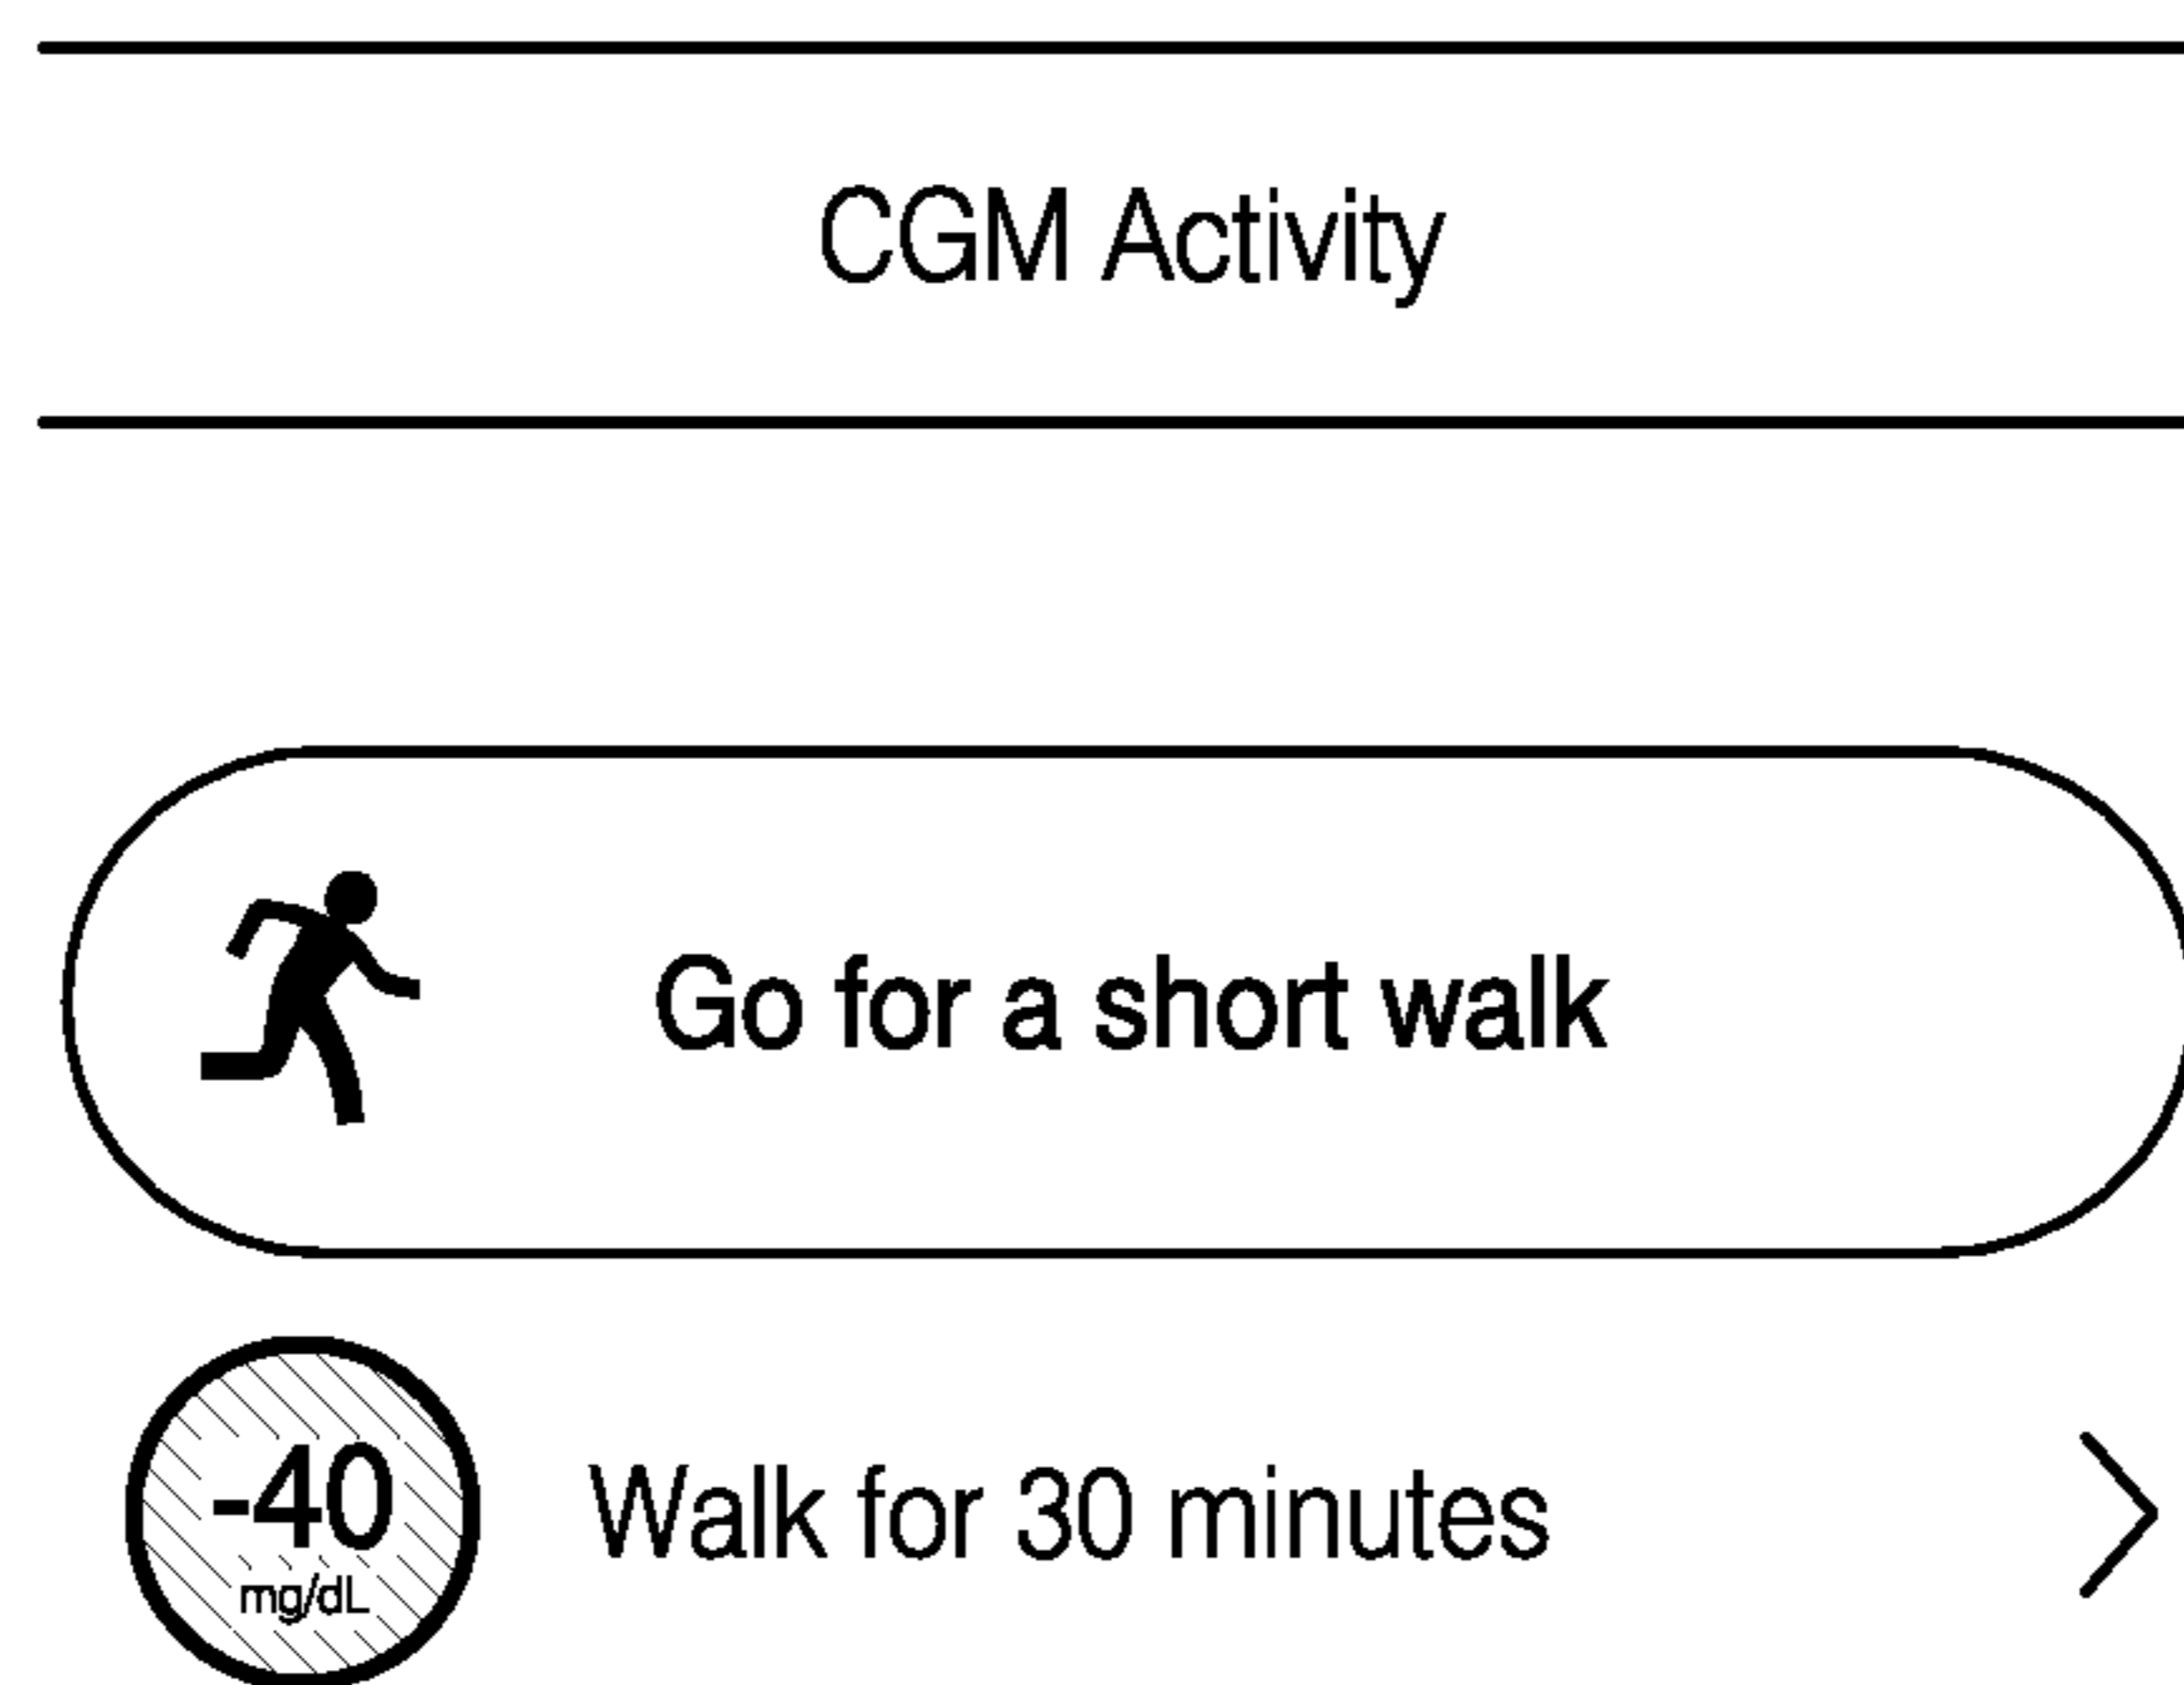 CGM Activity
Go for a short walk
-40
mg/dL
Walk for 30 minutes